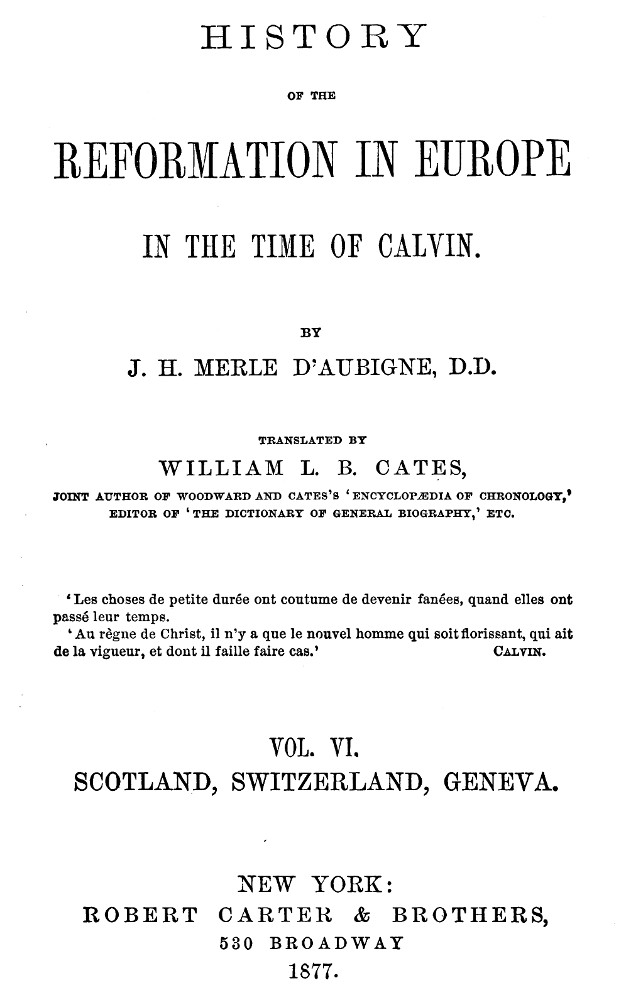 HISTORY
OF THE
REFORMATION IN EUROPE
IN THE TIME OF CALVIN.
BY
J. H. MERLE D'AUBIGNE, D.D.
TRANSLATED BY
WILLIAM L. B. CATES,
JOINT AUTHOR OF WOODWARD AND CATES'S 'ENCYCLOPÆDIA OF CHRONOLOGY,'
EDITOR OF 'THE DICTIONARY OF GENERAL BIOGRAPHY,' ETC.
'Les choses de petite durée ont coutume de devenir fanées, quand elles ont
passé leur temps.
'Au règne de Christ, il n'y a que le nouvel homme qui soit florissant, qui ait
de la vigueur, et dont il faille faire cas.' CALVIN.
VOL. VI.
SCOTLAND, SWITZERLAND, GENEVA.
NEW YORK:
ROBERT CARTER & BROTHERS,
530 BROADWAY
1877.